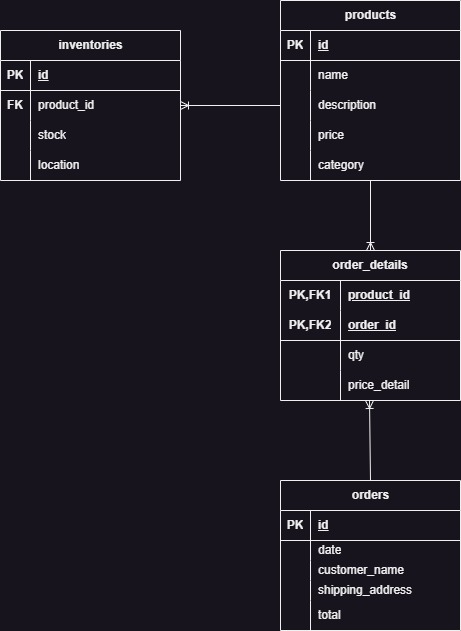 products
PK id
name
description
price
category
inventories
PK id
FK product_id
stock
location
order_details
PK,FK1 product_id
PK,FK2 order_id
qty
price_detail
orders
PK id
date
customer_name
shipping_address
total